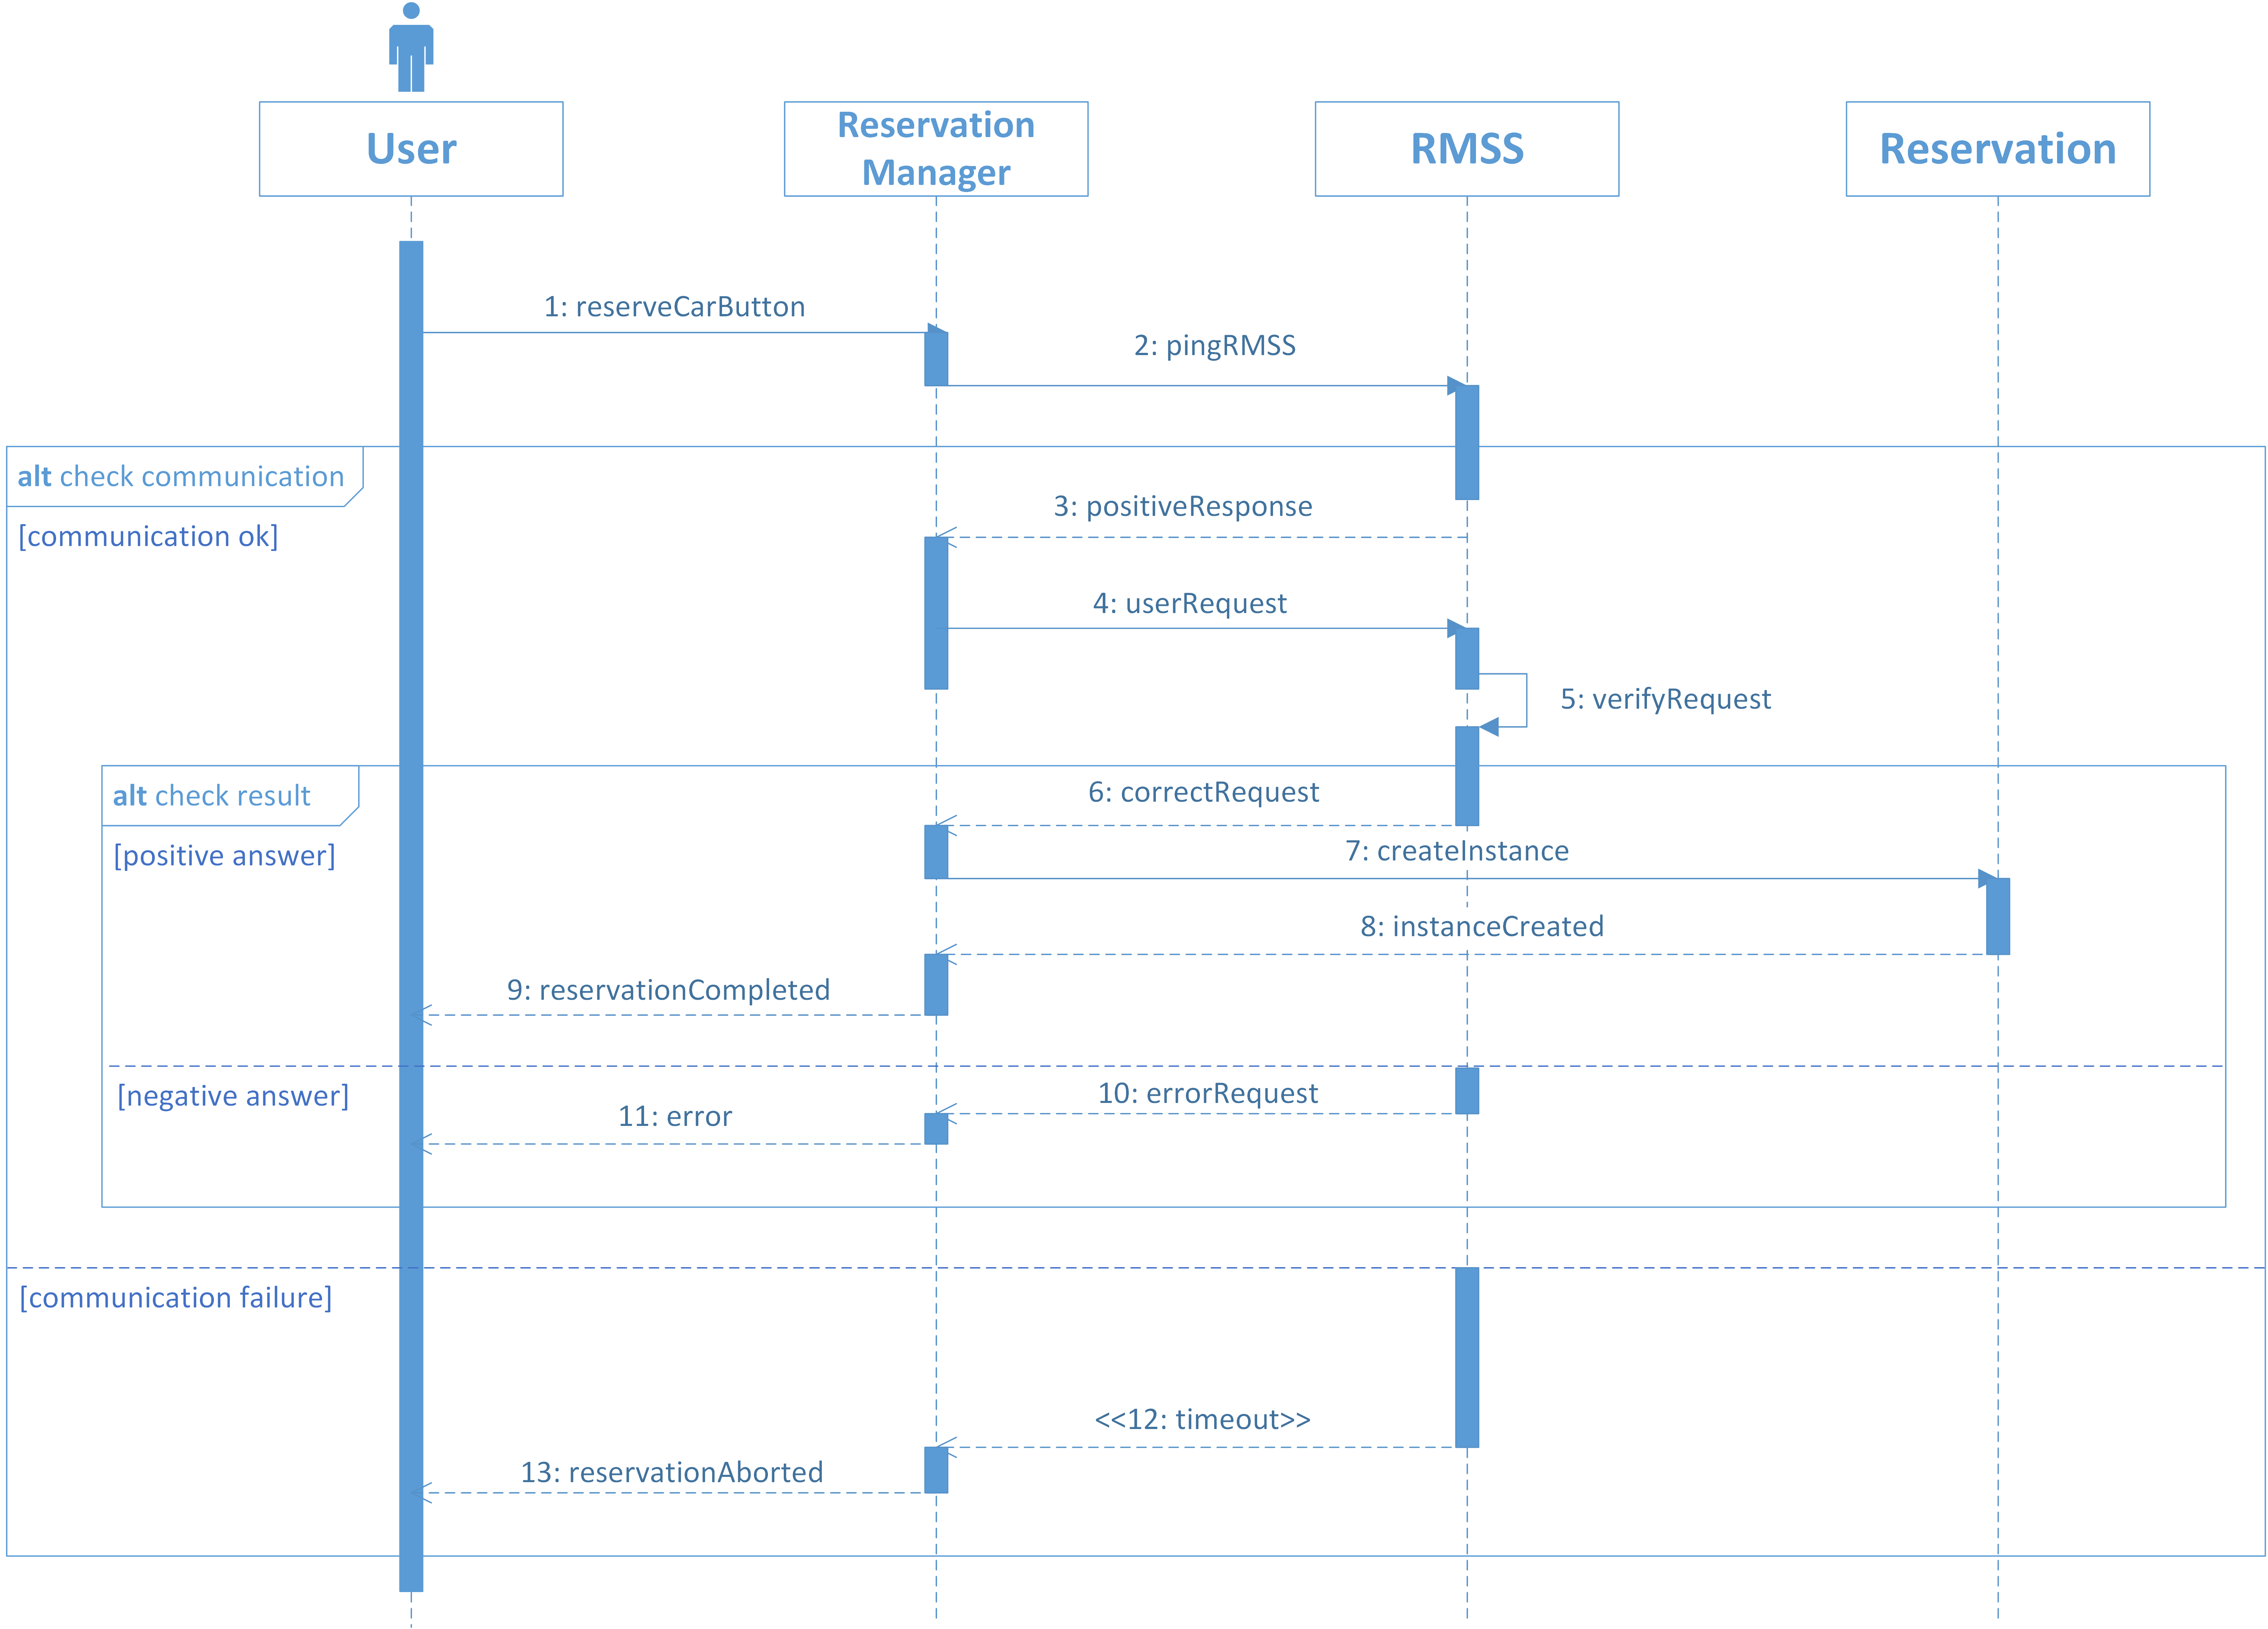 User
Reservation
Manager
RMSS
Reservation
1: reserveCarButton
2: pingRMSS
alt check communication
[communication ok]
3: positiveResponse
4: userRequest
5: verifyRequest
alt check result
[positive answer]
6: correctRequest
7: createInstance
8: instanceCreated
9: reservationCompleted
[negative answer]
10: errorRequest
11: error
[communication failure]
<<12: timeout>>
13: reservationAborted